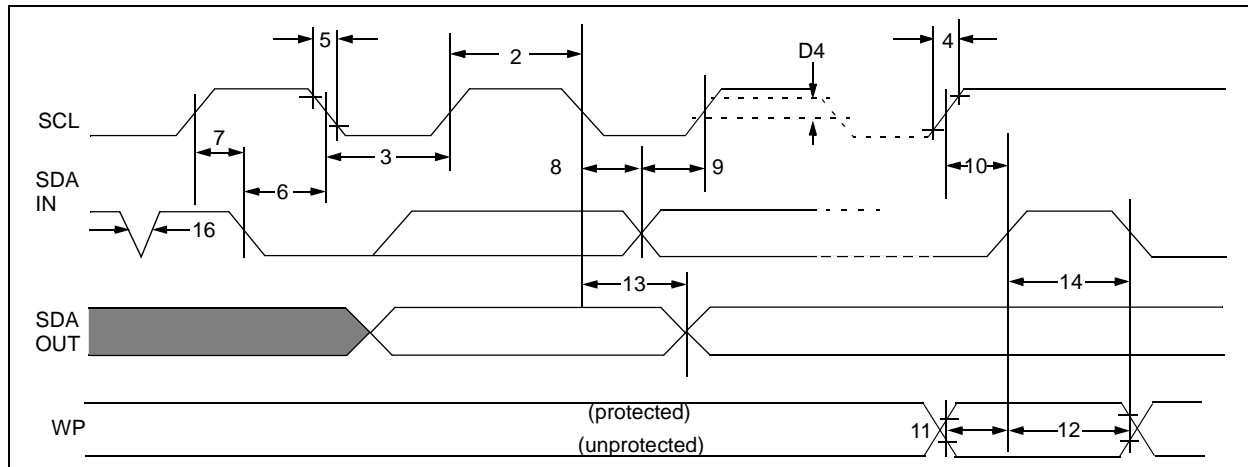 5
2
D4
4
SCL
7
3
8
9
10
6
SDA
IN
16
13
14
SDA
OUT
(protected)
WP
11
12
(unprotected)